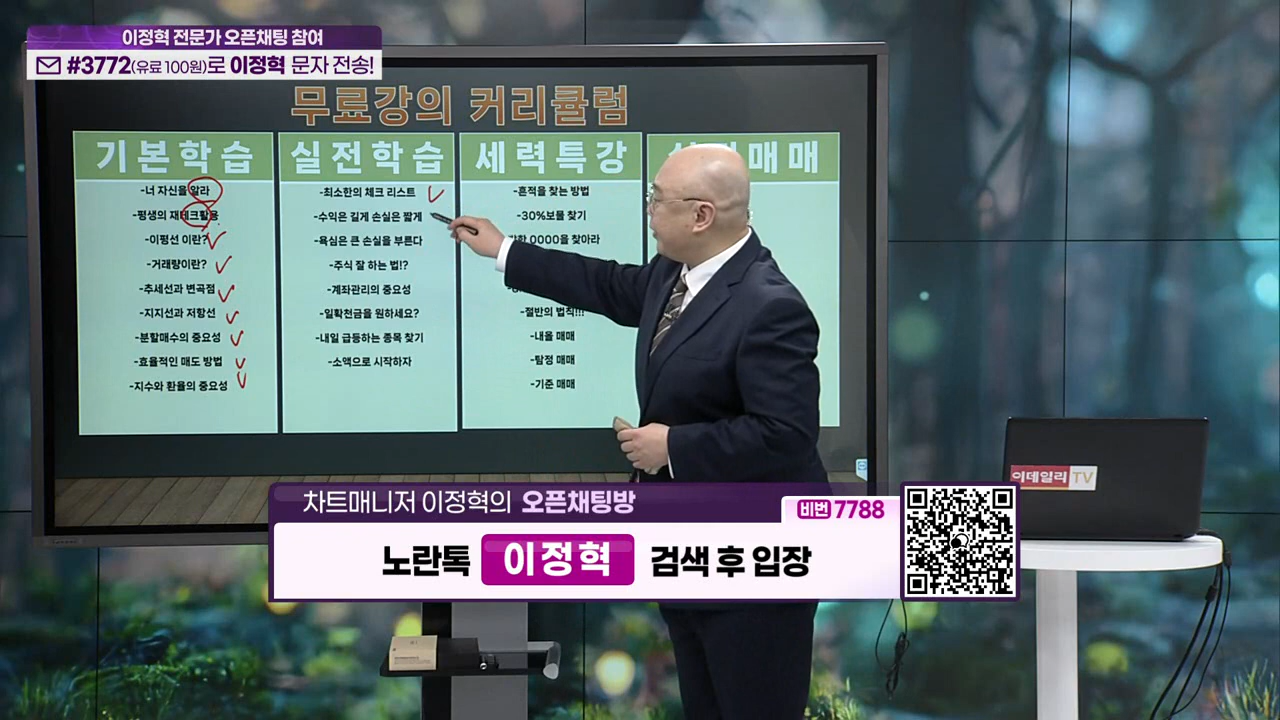 이정혁 전문가 오픈채팅 참여
#3772(유료 100원)로 이정혁 문자 전송!
무료강의 커리큘럼
기본학습
-너 자신을 알라
-평생의 재테크활용
-이평선 이란?
-거래량이란?
-추세선과 변곡점
-지지선과 저항선
-분할매수의 중요성
-효율적인 매도 방법
-지수와 환율의 중요성
실전학습
-최소한의 체크 리스트
-수익은 길게 손실은 짧게
-욕심은 큰 손실을 부른다
-주식 잘 하는 법!?
-계좌관리의 중요성
-일확천금을 원하세요?
-내일 급등하는 종목 찾기
-소액으로 시작하자
세력특강
-흔적을 찾는 방법
-30%보물 찾기
0000을 찾아라
-절반의 법칙!!!
-내올 매매
-탐정 매매
-기준 매매
매매
이데일리TV
차트매니저 이정혁의 오픈채팅방
비번 7788
노란톡 이정혁 검색 후 입장